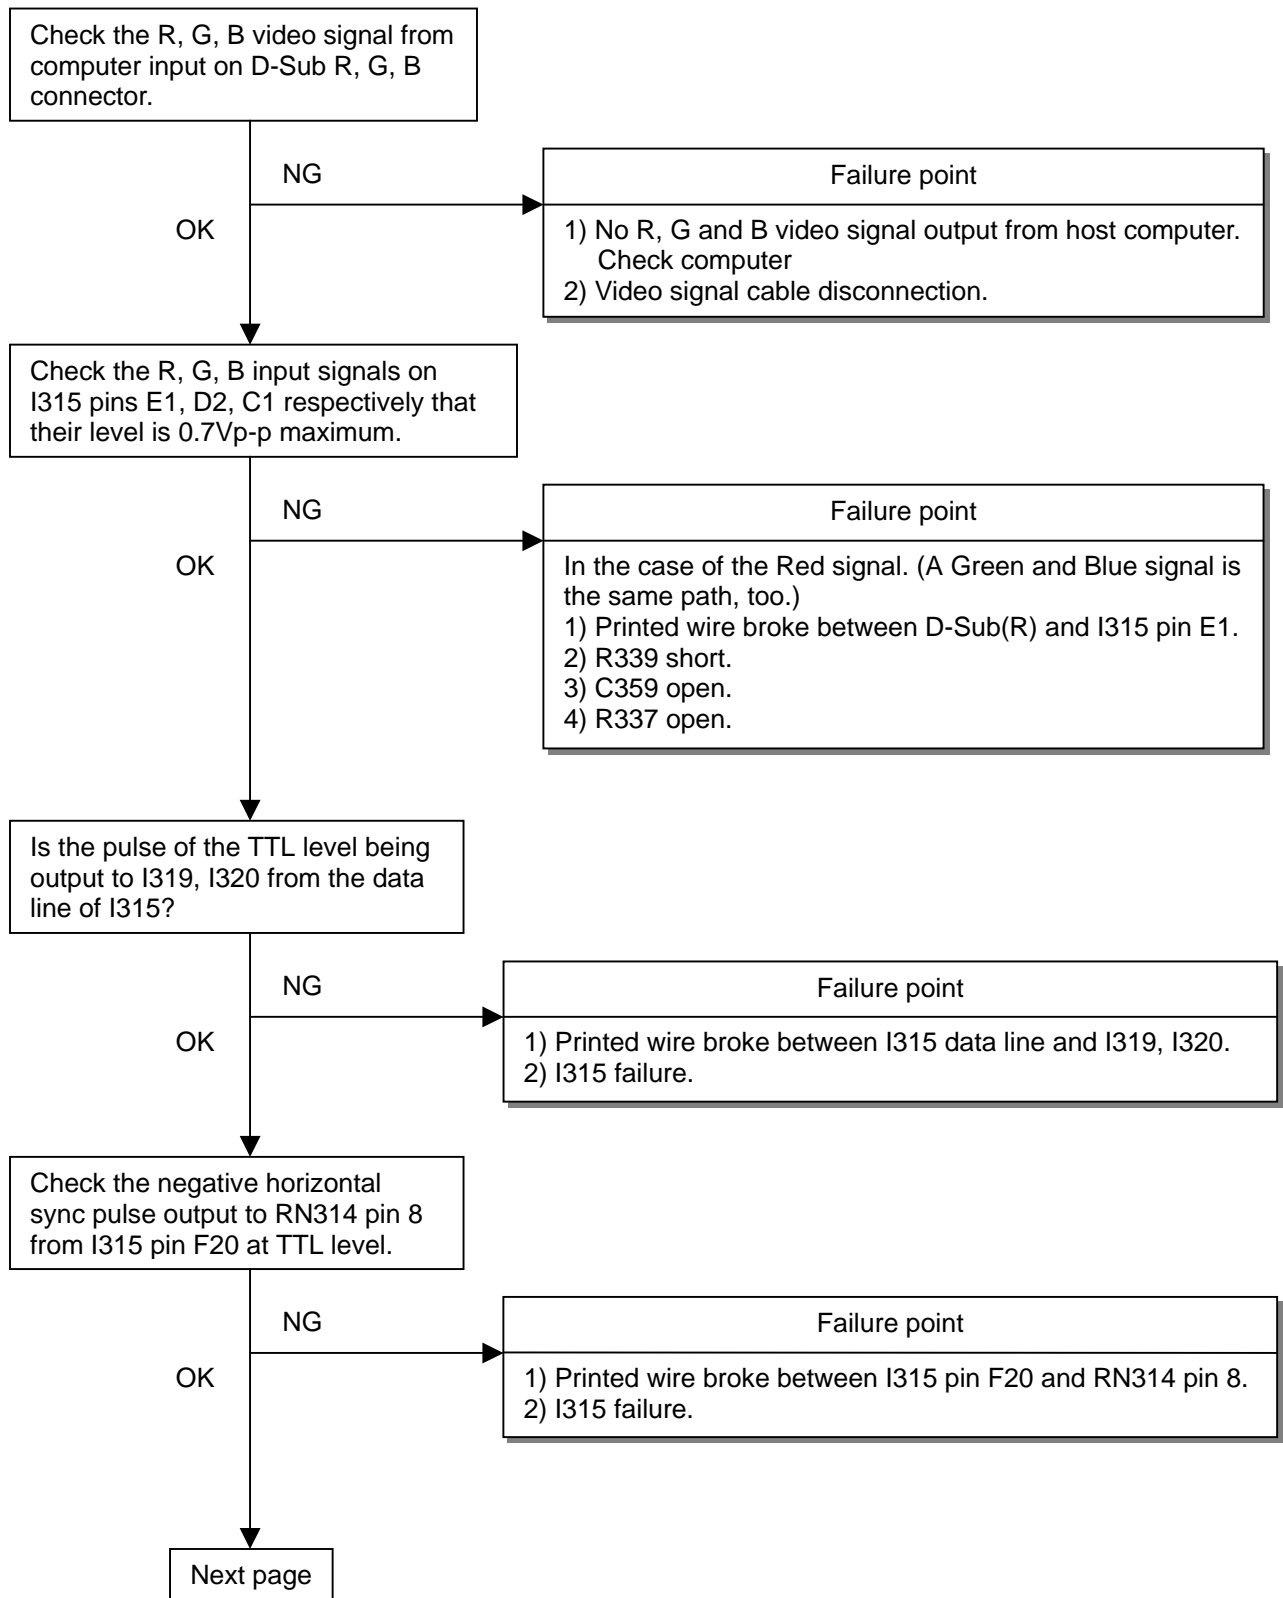 Check the R, G, B video signal from
computer input on D-Sub R, G, B
connector.
NG
OK
Failure point
1) No R, G and B video signal output from host computer.
Check computer
2) Video signal cable disconnection.
Check the R, G, B input signals on
I315 pins E1, D2, C1 respectively that
their level is 0.7Vp-p maximum.
NG
OK
Failure point
In the case of the Red signal. (A Green and Blue signal is
the same path, too.)
1) Printed wire broke between D-Sub(R) and I315 pin E1.
2) R339 short.
3) C359 open.
4) R337 open.
Is the pulse of the TTL level being
output to I319, I320 from the data
line of I315?
NG
OK
Failure point
1) Printed wire broke between I315 data line and I319, I320.
2) I315 failure.
Check the negative horizontal
sync pulse output to RN314 pin 8
from I315 pin F20 at TTL level.
NG
OK
Failure point
1) Printed wire broke between I315 pin F20 and RN314 pin 8.
2) I315 failure.
Next page